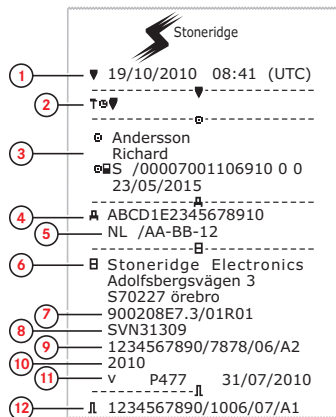 Stoneridge
1 ▼ 19/10/2010 08:41 (UTC)
2
3
Andersson
Richard
S /00007001106910 0 0
23/05/2015
4 A ABCD1E2345678910
5 NL /AA-BB-12
6 B Stoneridge Electronics
Adolfsbergsvägen 3
S70227 örebro
7 900208E7.3/01R01
8 SVN31309
9 1234567890/7878/06/A2
10 2010
11 v P477 31/07/2010
12 1234567890/1006/07/A1